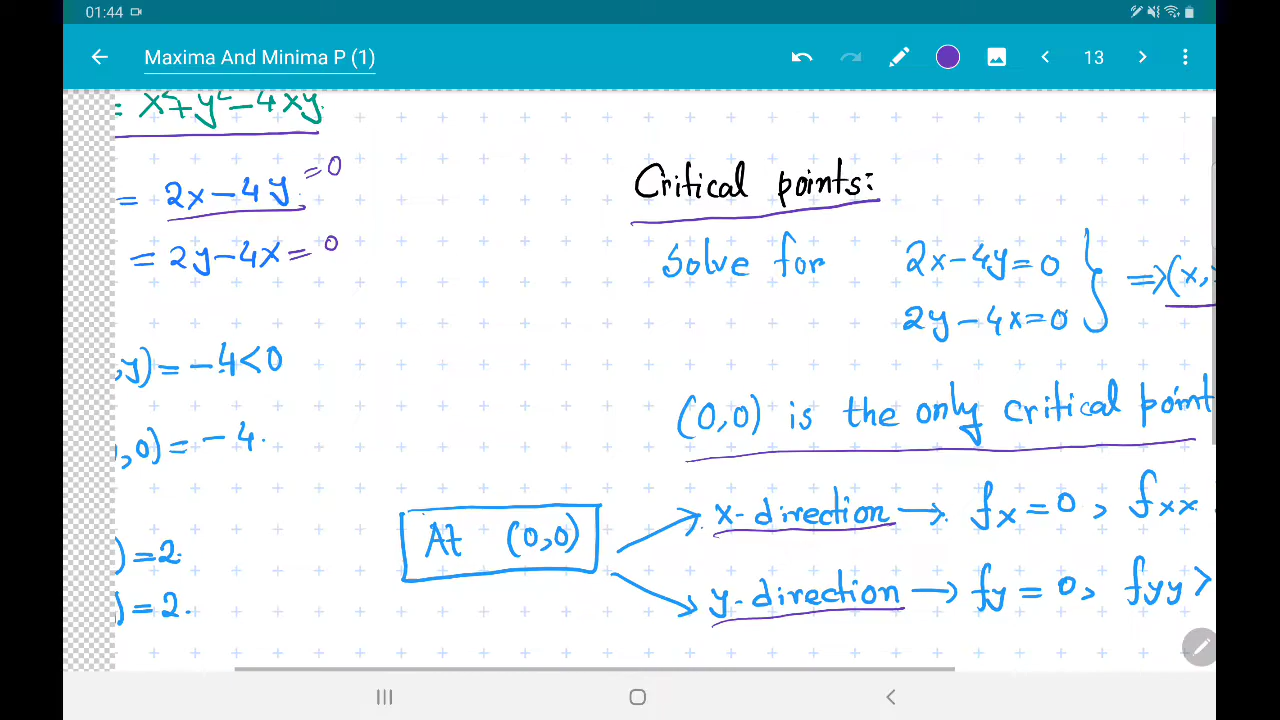 01:44
Maxima And Minima P (1)
13
= x²+y²-4xy.
= 2x-4y =0
= 2y-4x = 0
,y) = -4<0
,0) = -4.
) = 2.
) = 2.
Critical points:
Solve for 2x-4y=0
2y-4x=0 } => (x,
(0,0) is the only critical point
At (0,0)
x-direction → fx = 0, fxx
y-direction → fy = 0, fyy >